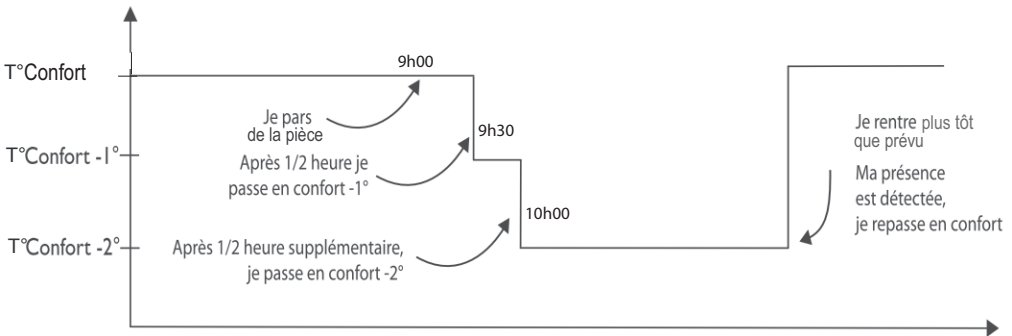 T°Confort
9h00
Je pars
de la pièce
9h30
T°Confort -1°
Après 1/2 heure je
passe en confort -1°
10h00
T°Confort -2°
Après 1/2 heure supplémentaire,
je passe en confort -2°
Je rentre plus tôt
que prévu
Ma présence
est détectée,
je repasse en confort